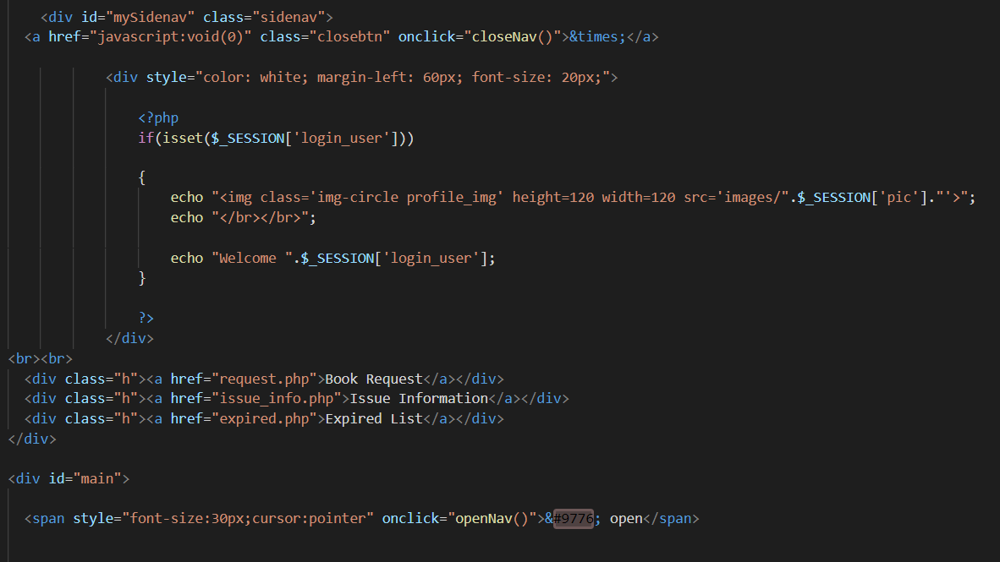 <div id="mySidenav" class="sidenav">
<a href="javascript:void(0)" class="closebtn" onclick="closeNav()">&times;</a>
<div style="color: white; margin-left: 60px; font-size: 20px;">
<?php
if(isset($_SESSION['login_user']))
{
echo "<img class='img-circle profile_img' height=120 width=120 src='images/".$_SESSION['pic']."'>";
echo "</br></br>";
echo "Welcome ".$_SESSION['login_user'];
}
?>
</div>
<br><br>
<div class="h"><a href="request.php">Book Request</a></div>
<div class="h"><a href="issue_info.php">Issue Information</a></div>
<div class="h"><a href="expired.php">Expired List</a></div>
</div>
<div id="main">
<span style="font-size:30px;cursor:pointer" onclick="openNav()">&#9776; open</span>